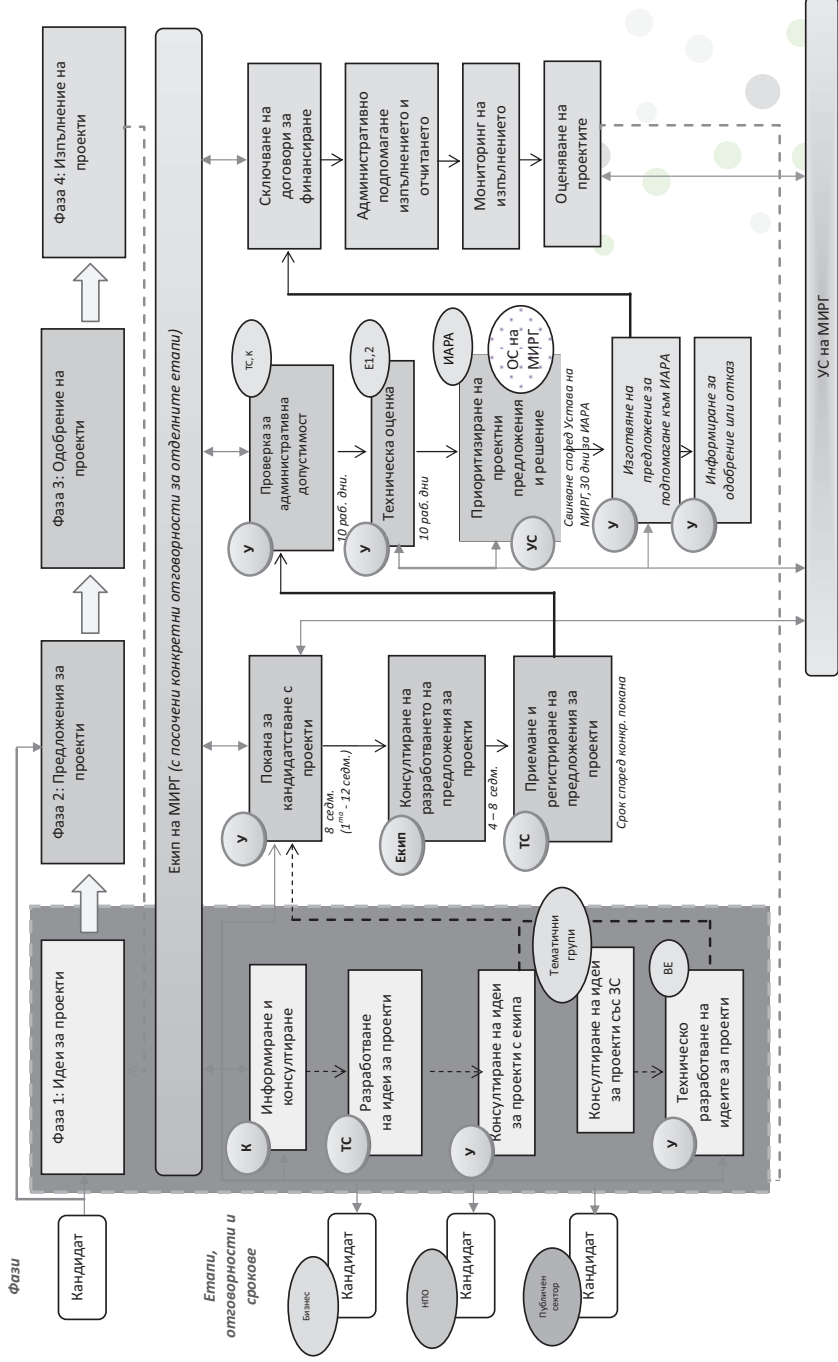 Фази
Кандидат
Фаза 1: Идеи за проекти
Фаза 2: Предложения за
проекти
Фаза 3: Одобрение на
проекти
Фаза 4: Изпълнение на
проекти
Екип на МИРГ (с посочени конкретни отговорности за отделните етапи)
Етапи,
отговорности и
срокове
Бизнес
Кандидат
НПО
Кандидат
Публичен
сектор
Кандидат
К
Информиране и
консултиране
ТС
Разработване
на идеи за проекти
У
Консултиране на идеи
за проекти с екипа
Тематични
групи
Консултиране на идеи
за проекти със ЗС
ВЕ
У
Техническо
разработване на
идеите за проекти
У
Покана за
кандидатстване с
проекти
8 седм.
(1ва - 12 седм.)
Екип
Консултиране на
разработването на
предложения за
проекти
4 – 8 седм.
ТС
Приемане и
регистриране на
предложения за
проекти
Срок според конкр. покана
ТС, К
У
Проверка за
административна
допустимост
10 раб. дни.
Е1,2
У
Техническа оценка
10 раб. дни
ИАРА
ОС на
МИРГ
УС
Приоритизиране на
проектни
предложения
и решение
Свикване според Устава на
МИРГ, 30 дни за ИАРА
У
Изготвяне на
предложение за
подпомагане към ИАРА
У
Информиране за
одобрение или отказ
Сключване на
договори за
финансиране
Административно
подпомагане
изпълнението и
отчитането
Мониторинг на
изпълнението
Оценяване на
проектите
УС на МИРГ